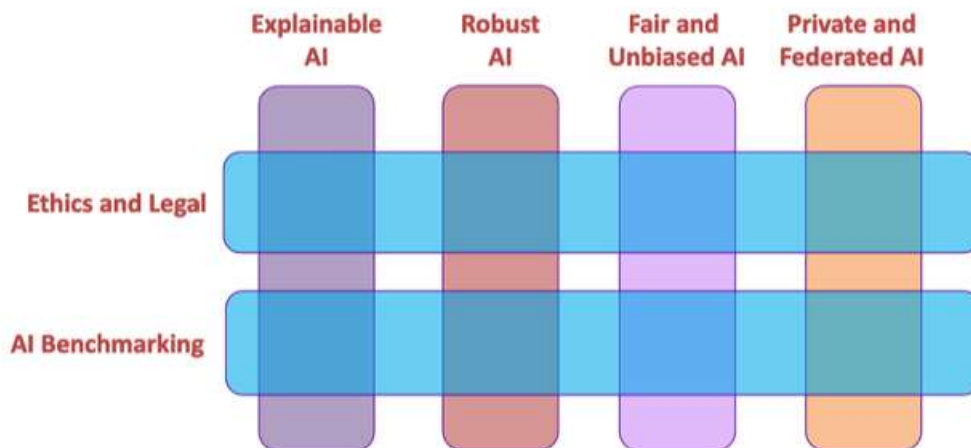 Explainable
AI
Robust
AI
Fair and
Unbiased AI
Private and
Federated AI
Ethics and Legal
AI Benchmarking